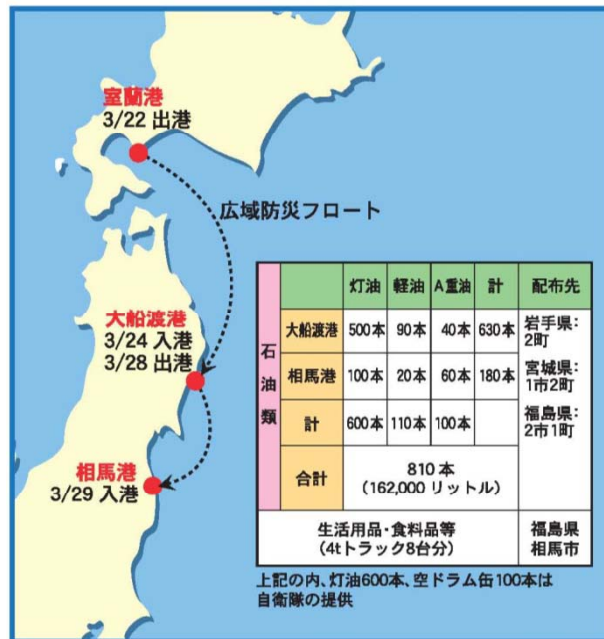 室蘭港
3/22 出港
広域防災フロート
大船渡港
3/24 入港
3/28 出港
相馬港
3/29 入港
石油類
灯油 軽油 A重油 計 配布先
大船渡港 500本 90本 40本 630本
相馬港 100本 20本 60本 180本
計 600本 110本 100本
合計 810 本
(162,000 リットル)
岩手県:
2町
宮城県:
1市2町
福島県:
2市1町
生活用品・食料品等
(4tトラック8台分)
福島県
相馬市
上記の内、灯油600本、空ドラム缶100本は
自衛隊の提供